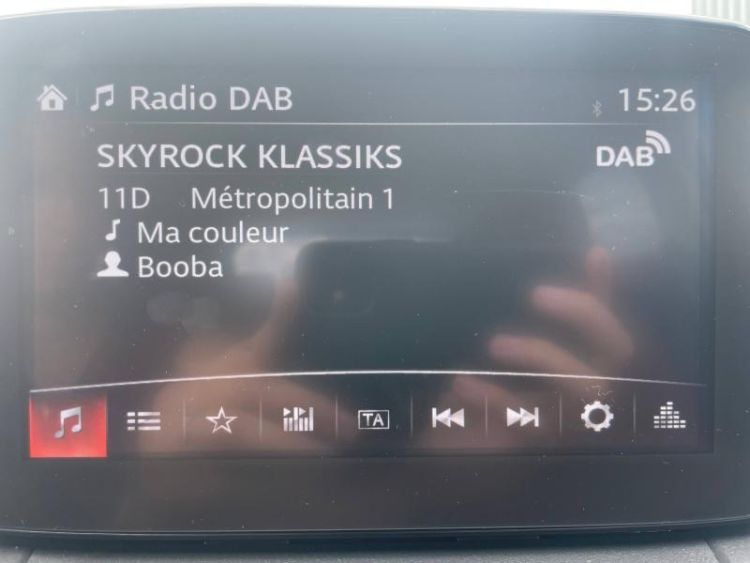 Radio DAB 15:26
SKYROCK KLASSIKS DAB
11D Métropolitain 1
Ma couleur
Booba
TA